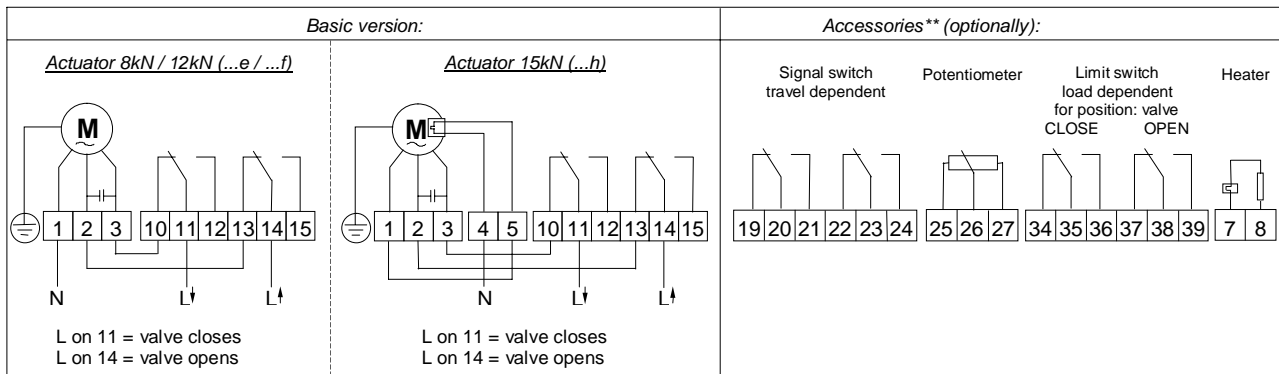 Basic version:
Accessories** (optionally):
Actuator 8kN / 12kN (...e / ...f)
Actuator 15kN (...h)
Signal switch
travel dependent
Potentiometer
Limit switch
load dependent
for position: valve
CLOSE OPEN
Heater
M
~
1 2 3 10 11 12 13 14 15
N L L
L on 11 = valve closes
L on 14 = valve opens
M
~
1 2 3 4 5 10 11 12 13 14 15
N L L
L on 11 = valve closes
L on 14 = valve opens
19 20 21 22 23 24
25 26 27
34 35 36 37 38 39
7 8